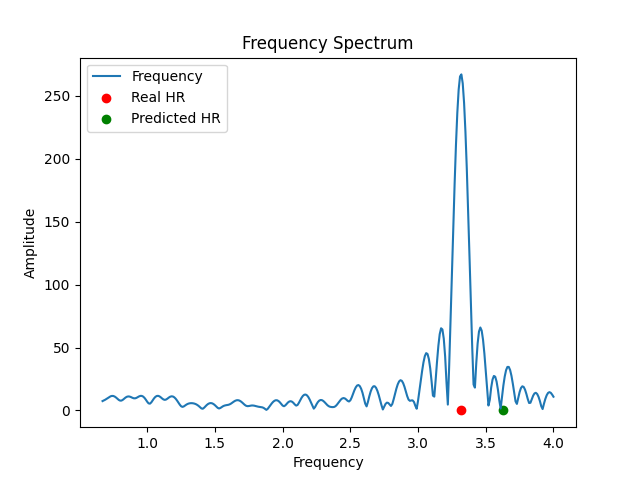 Frequency Spectrum
Frequency
Real HR
Predicted HR
250
200
150
100
50
0
Amplitude
1.0 1.5 2.0 2.5 3.0 3.5 4.0
Frequency